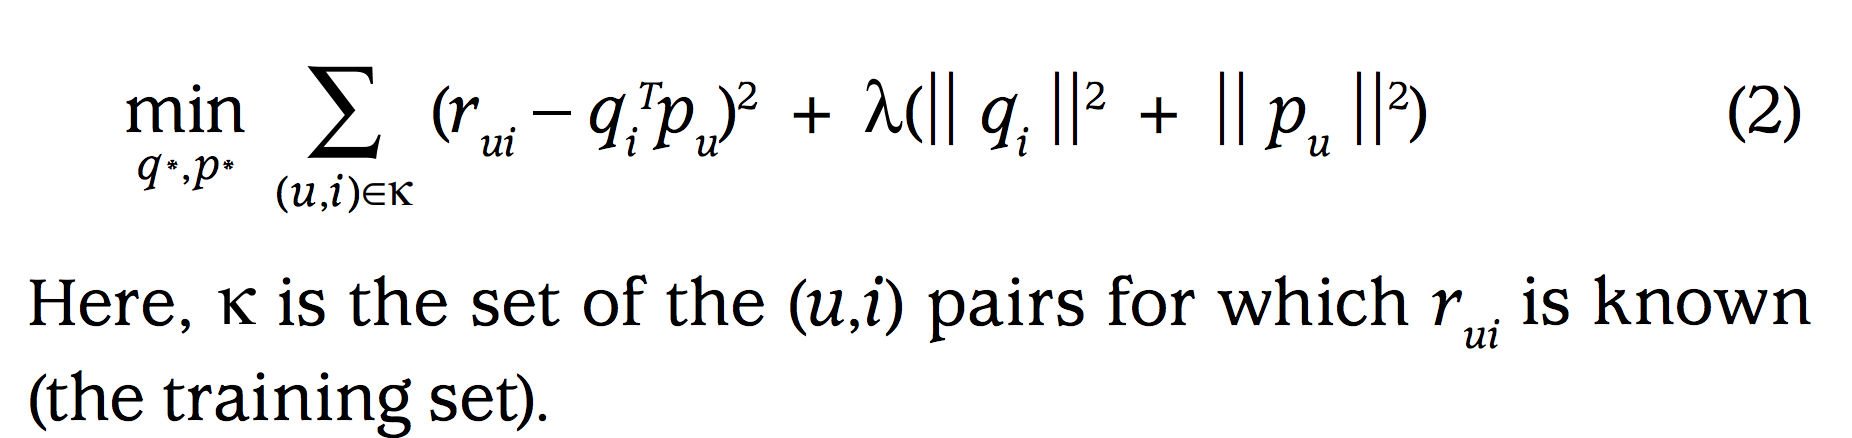 min q*,p* ∑ (u,i)∈κ (r_ui − q_i^T p_u)² + λ(|| q_i ||² + || p_u ||²) (2)
Here, κ is the set of the (u,i) pairs for which r_ui is known
(the training set).